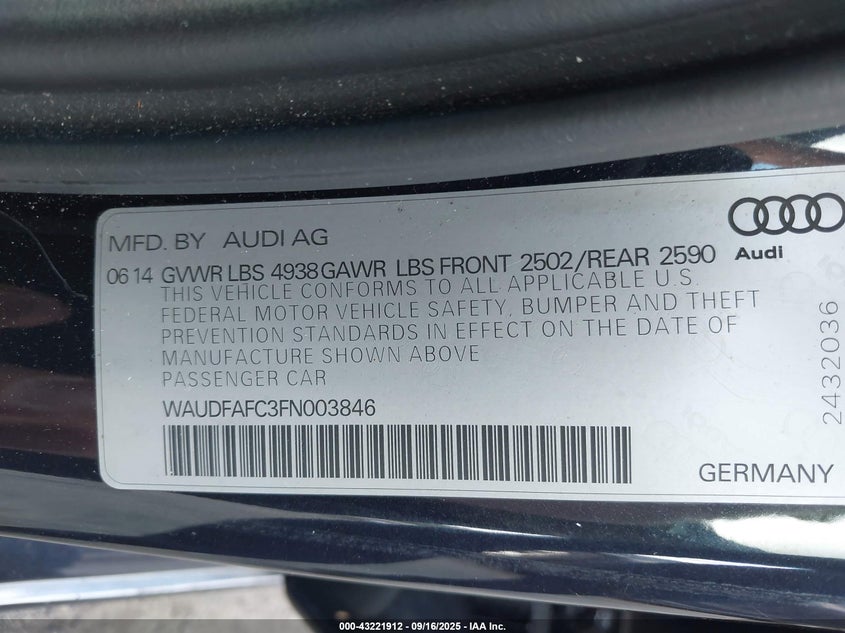 MFD. BY AUDI AG
Audi
06 14 GVWR LBS 4938 GAWR LBS FRONT 2502/REAR 2590
THIS VEHICLE CONFORMS TO ALL APPLICABLE U.S.
FEDERAL MOTOR VEHICLE SAFETY, BUMPER AND THEFT
PREVENTION STANDARDS IN EFFECT ON THE DATE OF
MANUFACTURE SHOWN ABOVE
PASSENGER CAR
WAUDFAFC3FN003846
2432036
GERMANY
000-43221912 - 09/16/2025 - IAA Inc.